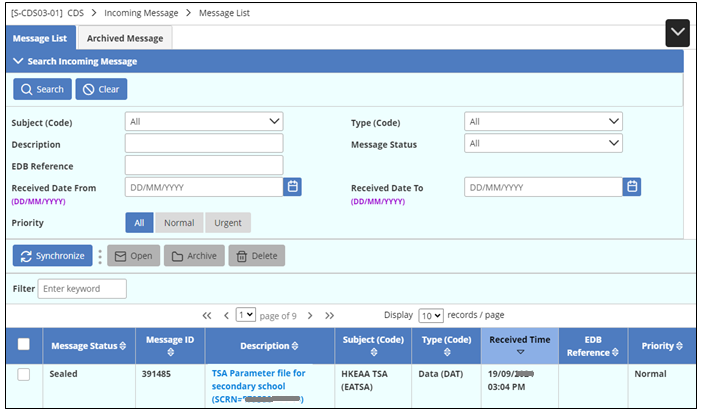 [S-CDS03-01] CDS > Incoming Message > Message List
Message List Archived Message
Search Incoming Message
Search Clear
Subject (Code) All Type (Code) All
Description Message Status All
EDB Reference
Received Date From DD/MM/YYYY Received Date To DD/MM/YYYY
(DD/MM/YYYY) (DD/MM/YYYY)
Priority All Normal Urgent
Synchronize Open Archive Delete
Filter Enter keyword
1 page of 9 Display 10 records / page
Message Status Message ID Description Subject (Code) Type (Code) Received Time EDB Reference Priority
Sealed 391485 TSA Parameter file for HKEAA TSA Data (DAT) 19/09/ Normal
secondary school (EATSA) 03:04 PM
(SCRN= )